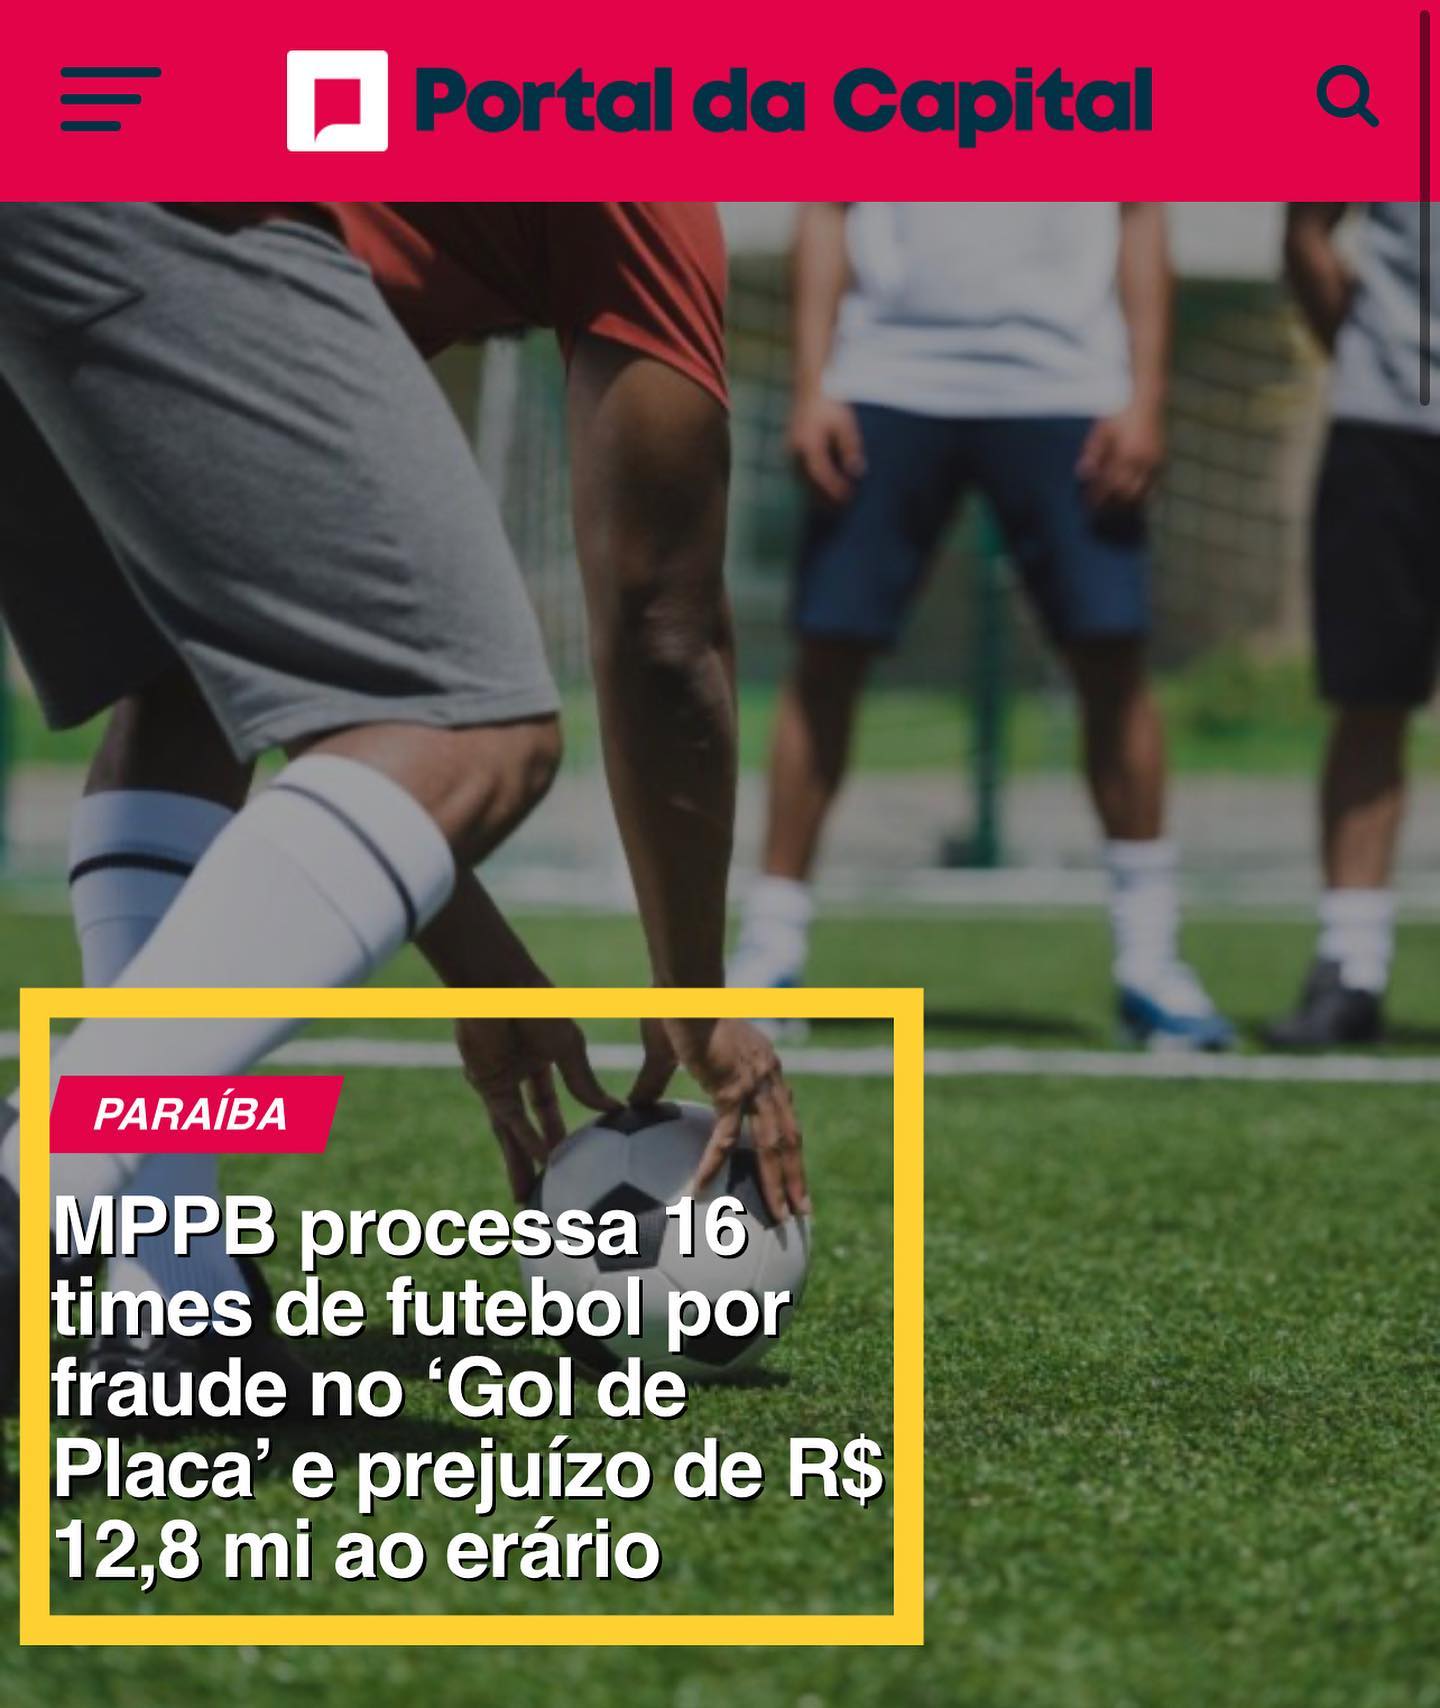 Portal da Capital
PARAÍBA
MPPB processa 16
times de futebol por
fraude no ‘Gol de
Placa’ e prejuízo de R$
12,8 mi ao erário